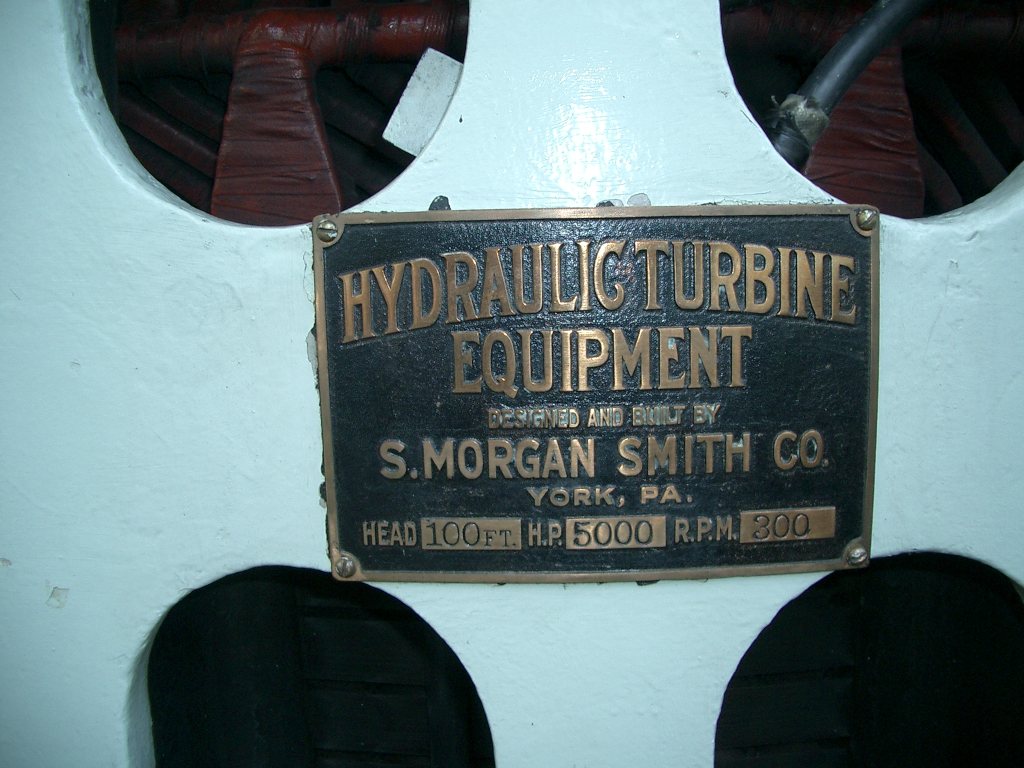 HYDRAULIC TURBINE
EQUIPMENT
DESIGNED AND BUILT BY
S. MORGAN SMITH CO.
YORK, PA.
HEAD 100 FT. H.P. 5000 R.P.M. 300